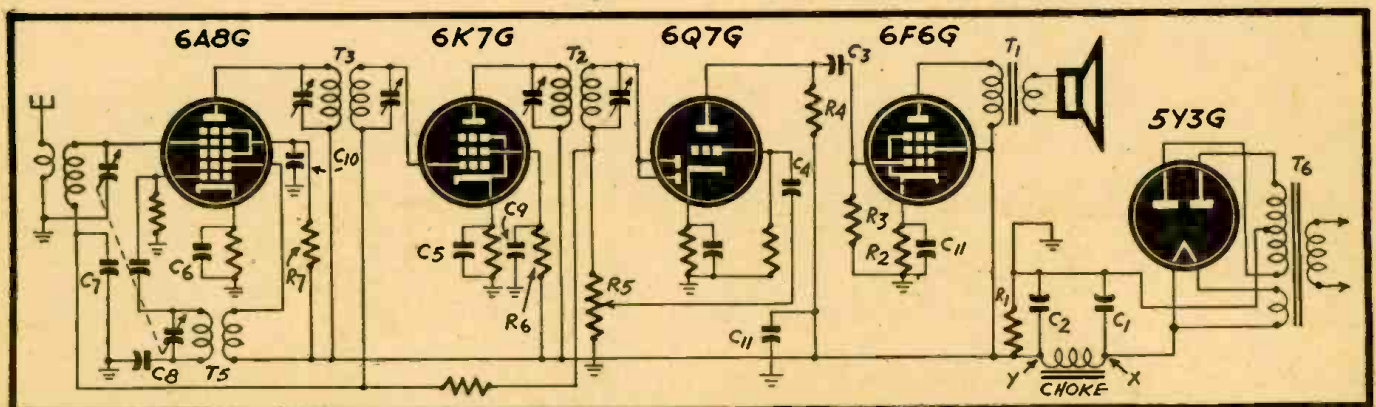 6A8G
6K7G
6Q7G
6F6G
5Y3G
T3
T2
C3
T1
R4
C10
C4
T6
C9
R3
C7
C6
R7
C5
R2
C11
R5
R1
C2
C1
R6
C11
C8
T5
Y
X
CHOKE